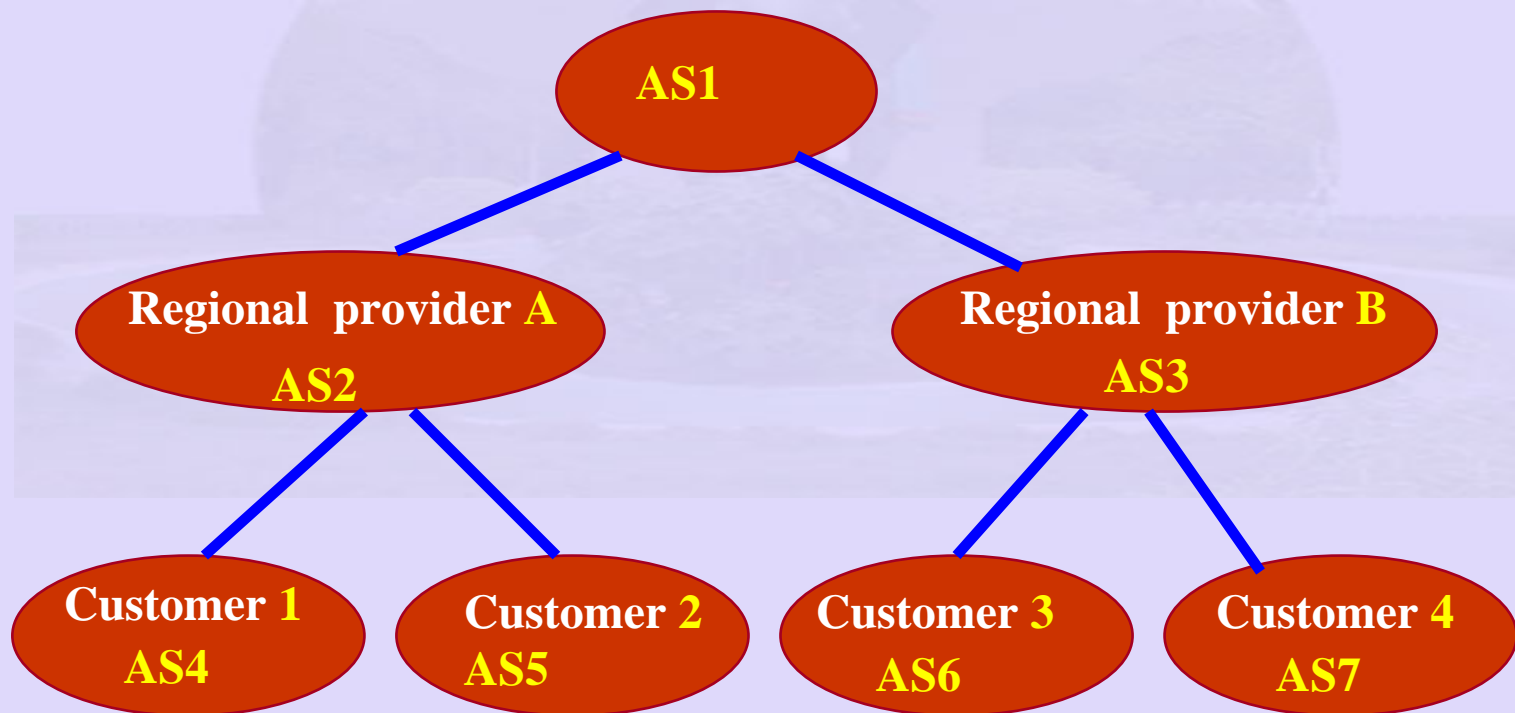 AS1
Regional provider A
AS2
Regional provider B
AS3
Customer 1
AS4
Customer 2
AS5
Customer 3
AS6
Customer 4
AS7